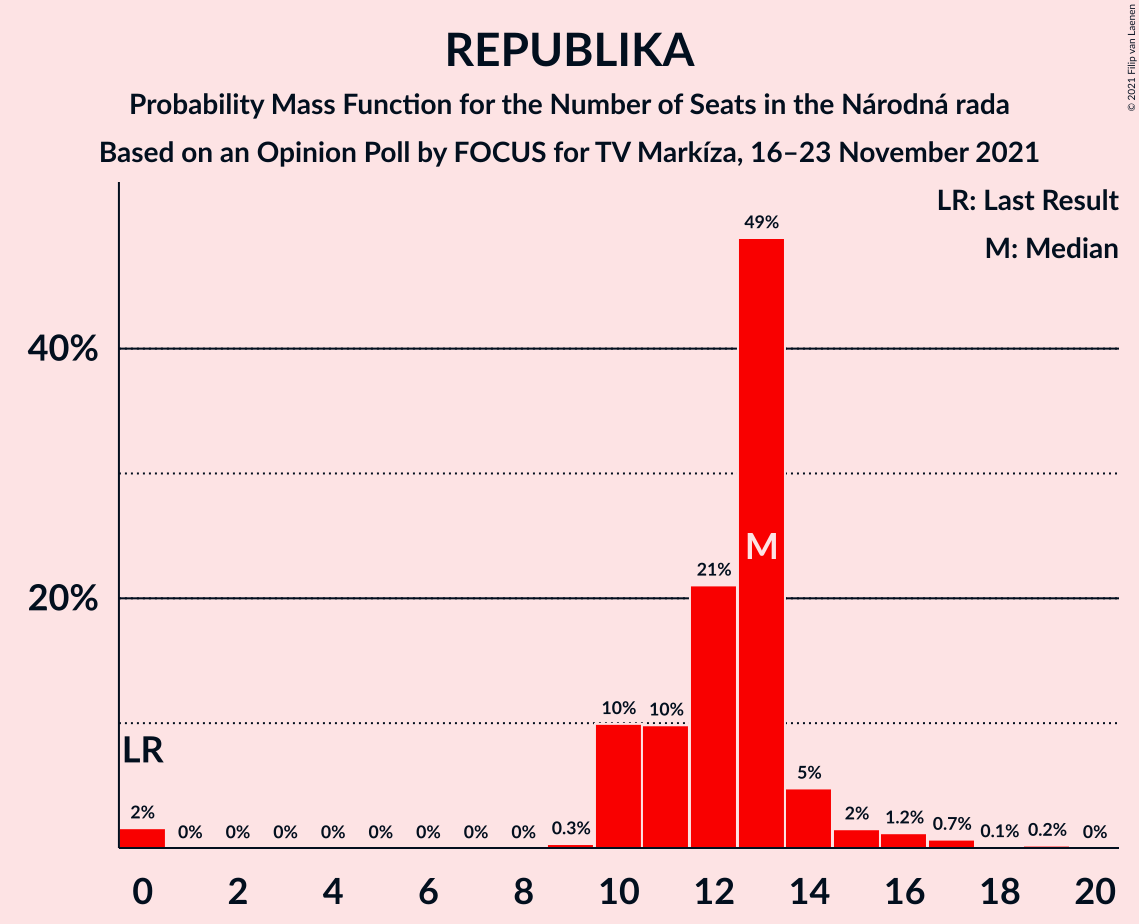 REPUBLIKA
Probability Mass Function for the Number of Seats in the Národná rada
Based on an Opinion Poll by FOCUS for TV Markíza, 16–23 November 2021
© 2021 Filip van Laenen
LR: Last Result
M: Median
40%
20%
49%
M
21%
10%
10%
LR
5%
2%
0%
0%
0%
0%
0%
0%
0%
0%
0.3%
2%
1.2%
0.7%
0.1%
0.2%
0%
0 2 4 6 8 10 12 14 16 18 20